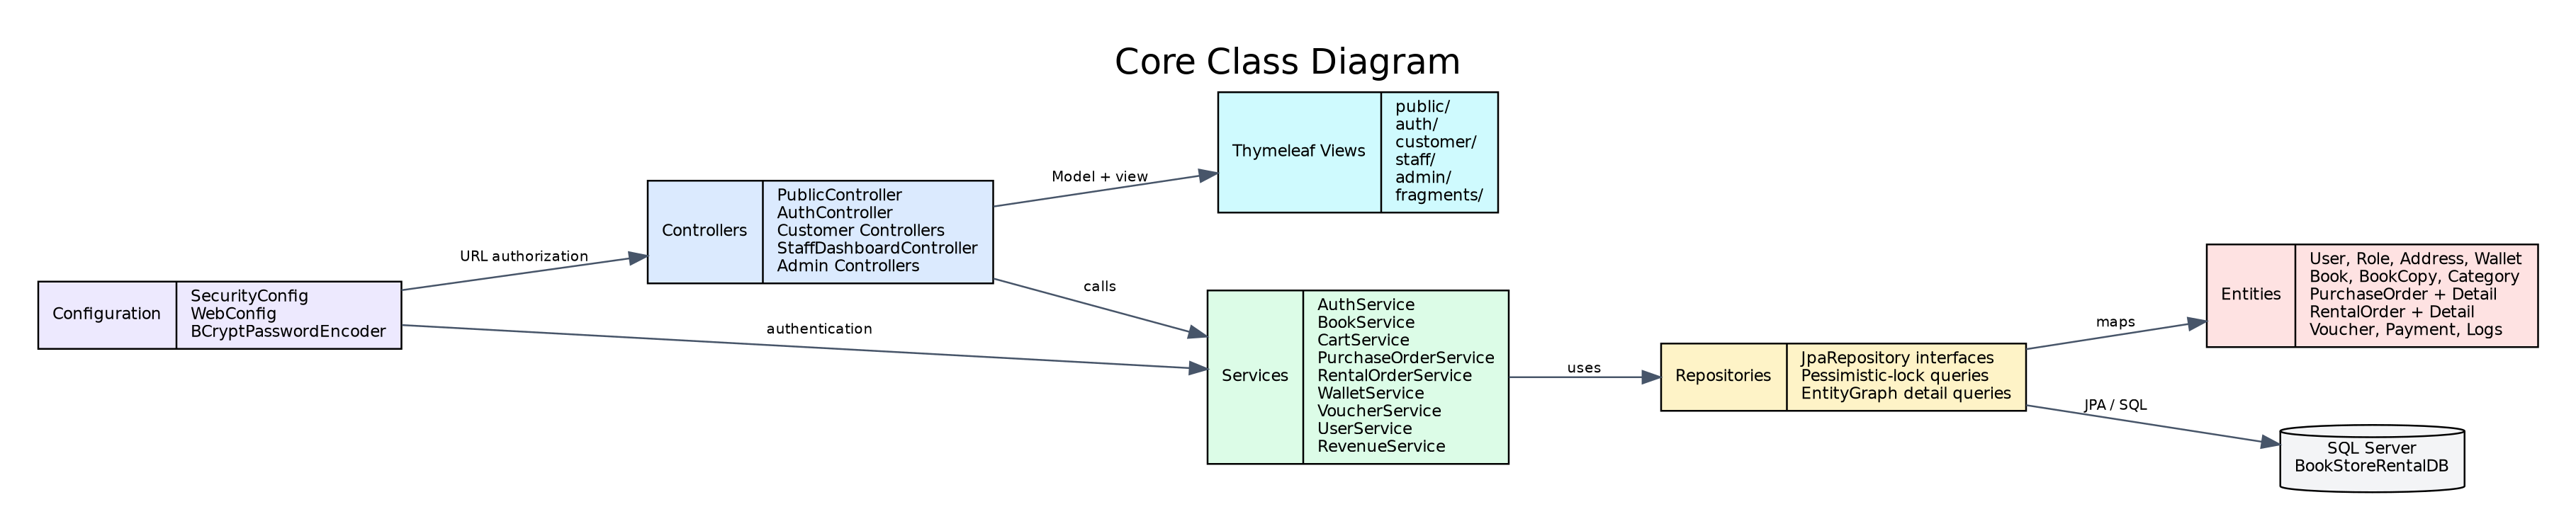 Core Class Diagram
Configuration
SecurityConfig
WebConfig
BCryptPasswordEncoder
URL authorization
authentication
Controllers
PublicController
AuthController
Customer Controllers
StaffDashboardController
Admin Controllers
Model + view
calls
Thymeleaf Views
public/
auth/
customer/
staff/
admin/
fragments/
Services
AuthService
BookService
CartService
PurchaseOrderService
RentalOrderService
WalletService
VoucherService
UserService
RevenueService
uses
Repositories
JpaRepository interfaces
Pessimistic-lock queries
EntityGraph detail queries
maps
JPA / SQL
Entities
User, Role, Address, Wallet
Book, BookCopy, Category
PurchaseOrder + Detail
RentalOrder + Detail
Voucher, Payment, Logs
SQL Server
BookStoreRentalDB